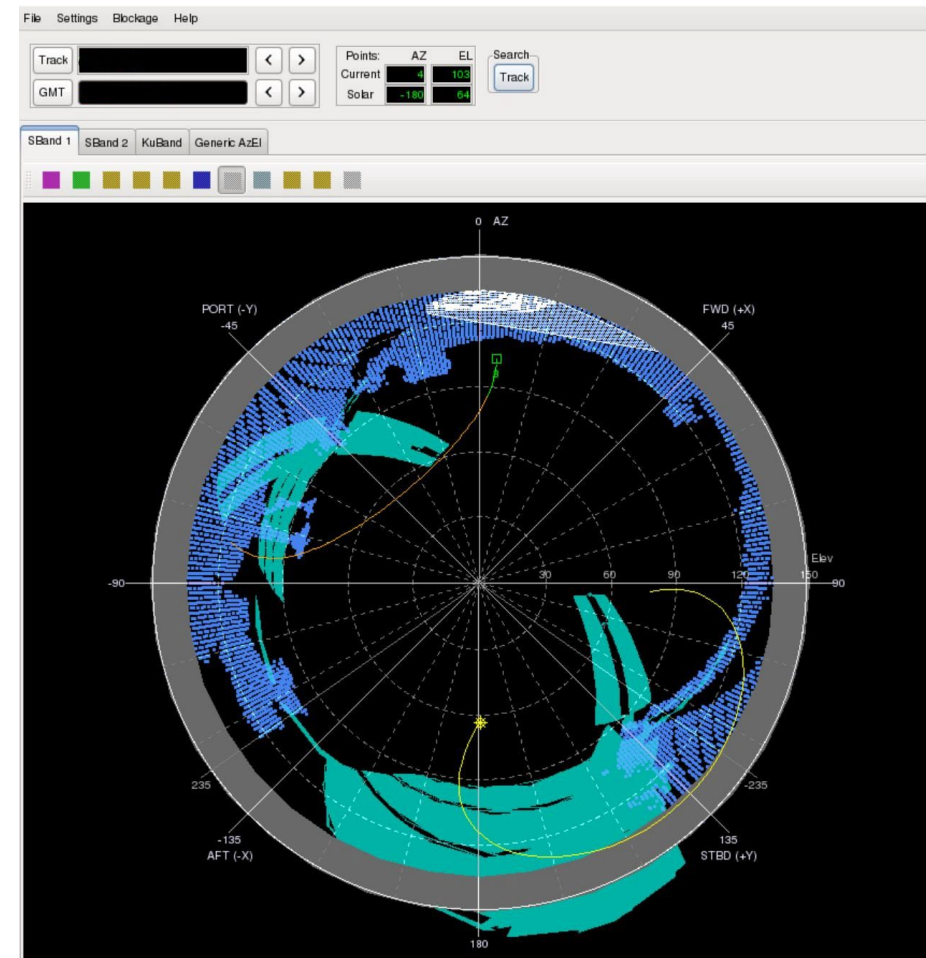 File Settings Blockage Help
Track
GMT
< >
< >
Points: AZ EL
Current 4 103
Solar -180 64
Search
Track
SBand 1 SBand 2 KuBand Generic AzEl
0 AZ
PORT (-Y)
-45
FWD (+X)
45
Elev
-90
30 60 90 120 150
90
235
-235
-135
AFT (-X)
135
STBD (+Y)
180